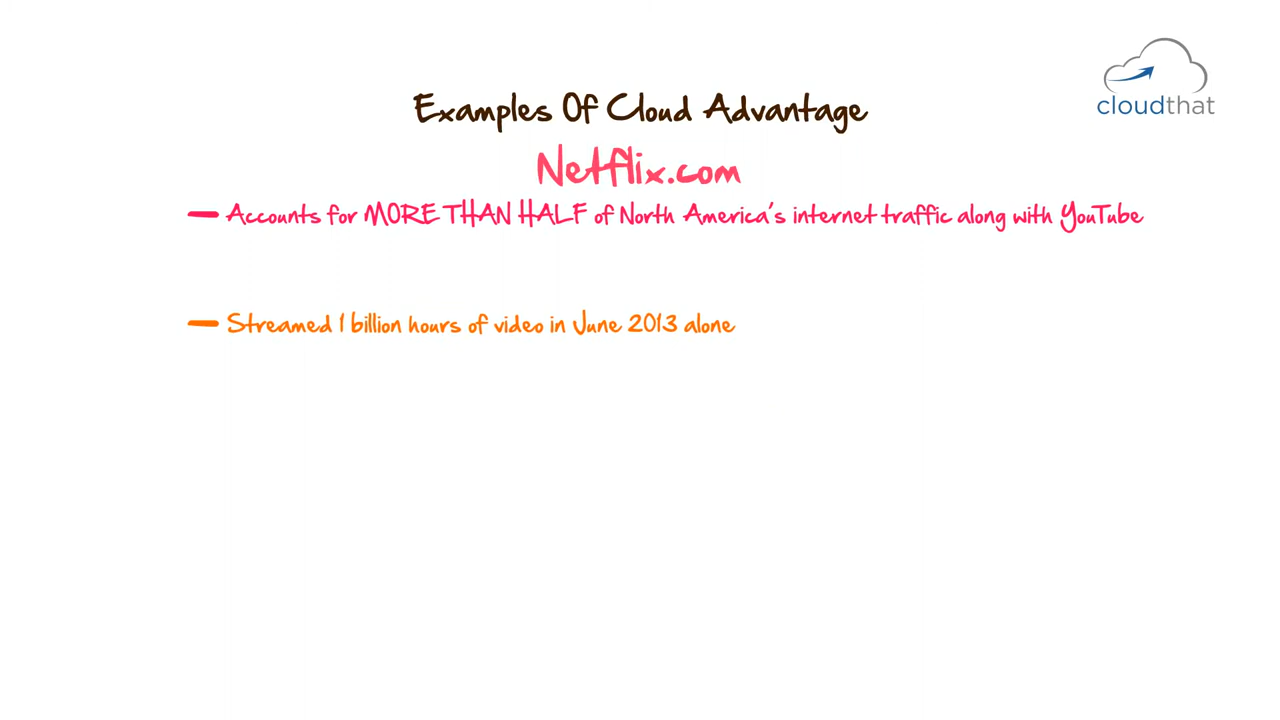 cloudthat
Examples Of Cloud Advantage
Netflix.com
— Accounts for MORE THAN HALF of North America's internet traffic along with YouTube
— Streamed 1 billion hours of video in June 2013 alone